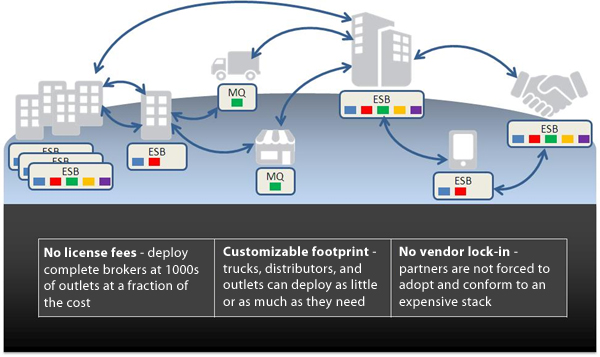 MQ
ESB
ESB
MQ
ESB
ESB
ESB
ESB
ESB
No license fees - deploy
complete brokers at 1000s
of outlets at a fraction of
the cost
Customizable footprint -
trucks, distributors, and
outlets can deploy as little
or as much as they need
No vendor lock-in -
partners are not forced to
adopt and conform to an
expensive stack